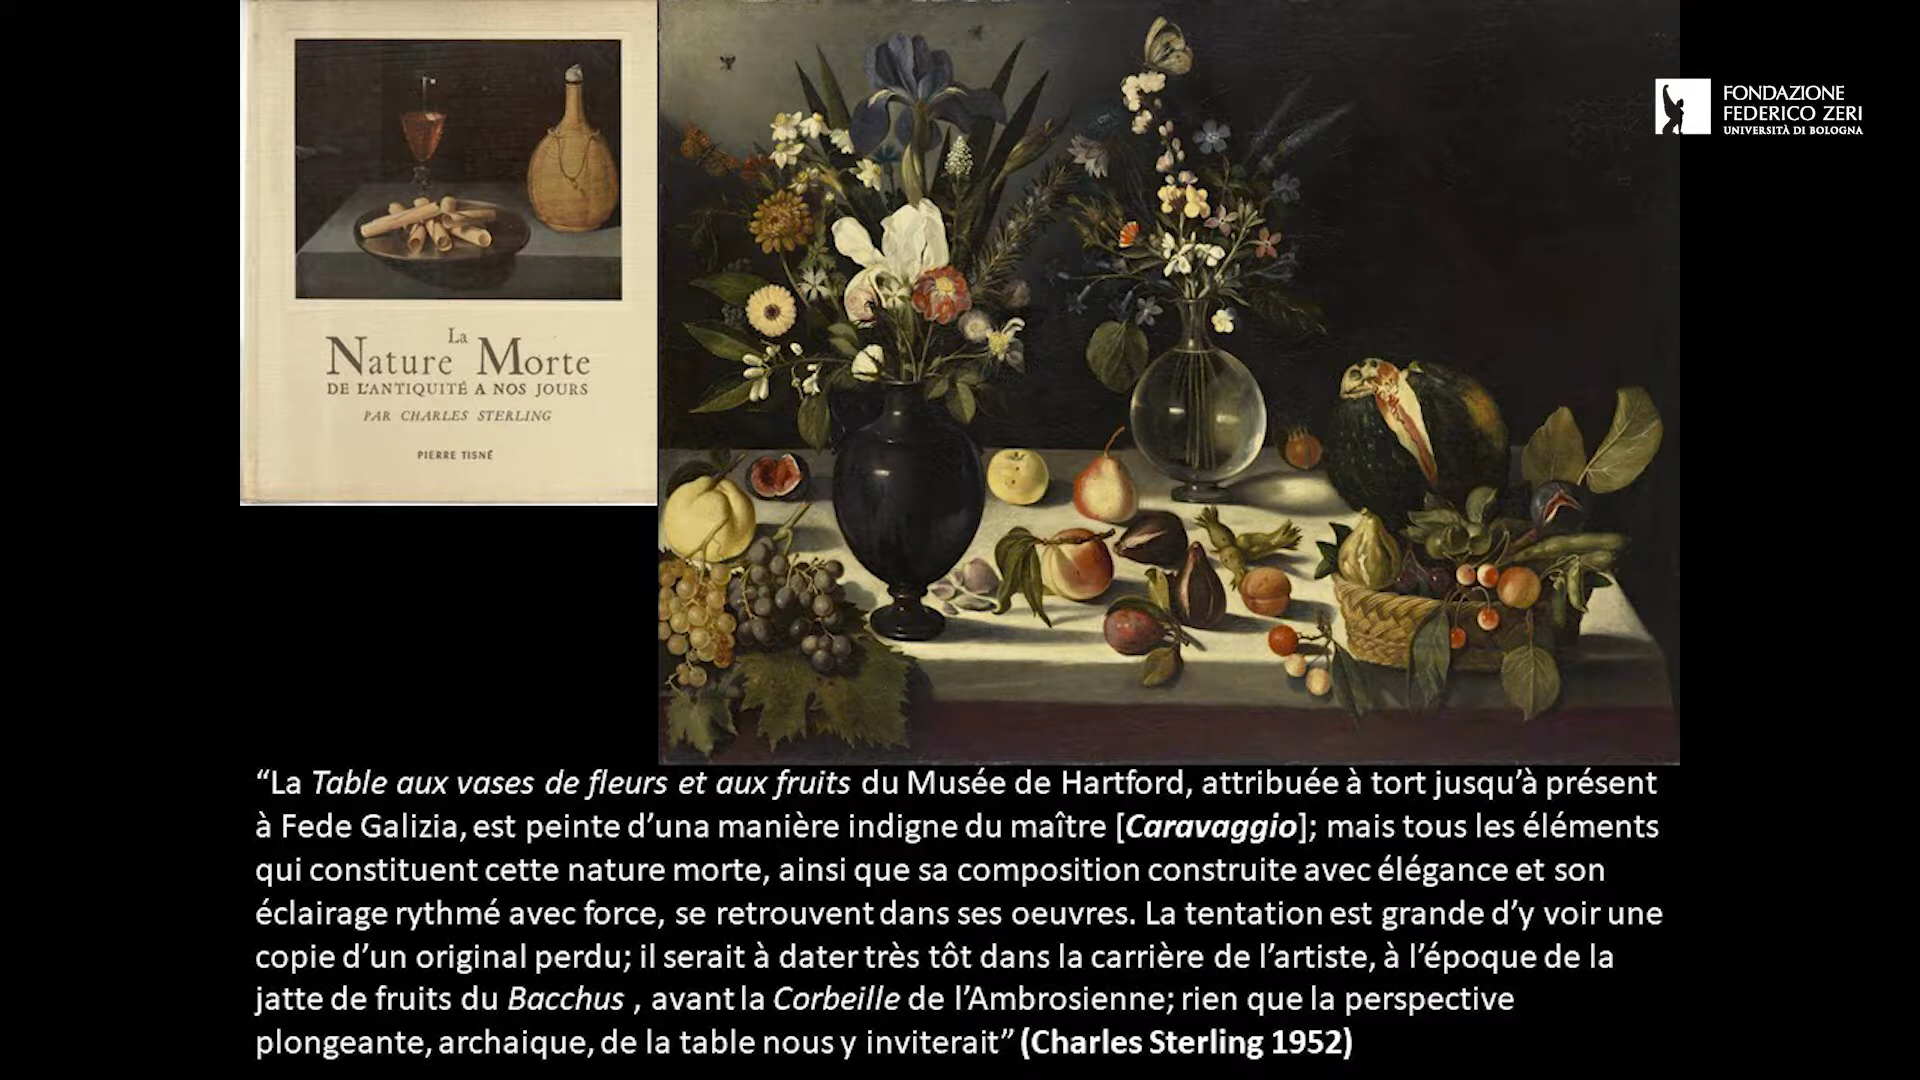 La
Nature Morte
DE L'ANTIQUITÉ A NOS JOURS
PAR CHARLES STERLING
PIERRE TISNÉ
FONDAZIONE
FEDERICO ZERI
UNIVERSITÀ DI BOLOGNA
“La Table aux vases de fleurs et aux fruits du Musée de Hartford, attribuée à tort jusqu’à présent
à Fede Galizia, est peinte d’una manière indigne du maître [Caravaggio]; mais tous les éléments
qui constituent cette nature morte, ainsi que sa composition construite avec élégance et son
éclairage rythmé avec force, se retrouvent dans ses oeuvres. La tentation est grande d’y voir une
copie d’un original perdu; il serait à dater très tôt dans la carrière de l’artiste, à l’époque de la
jatte de fruits du Bacchus , avant la Corbeille de l’Ambrosienne; rien que la perspective
plongeante, archaique, de la table nous y inviterait” (Charles Sterling 1952)